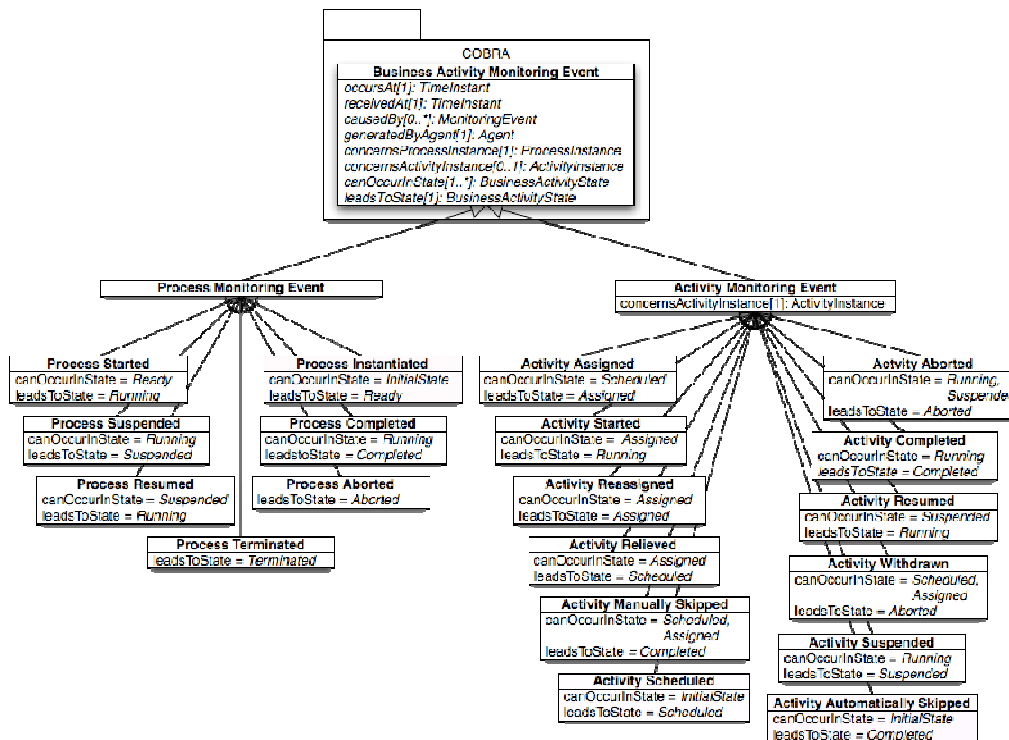 COBRA
Business Activity Monitoring Event
occursAt[1]: TimeInstant
receivedAt[1]: TimeInstant
causedBy[0..*]: MonitoringEvent
generatedByAgent[1]: Agent
concernsProcessInstance[1]: ProcessInstance
concernsActivityInstance[0..1]: ActivityInstance
canOccurInState[1..*]: BusinessActivityState
leadsToState[1]: BusinessActivityState
Process Monitoring Event
Process Started
canOccurInState = Ready
leadsToState = Running
Process Suspended
canOccurInState = Running
leadsToState = Suspended
Process Resumed
canOccurInState = Suspended
leadsToState = Running
Process Terminated
leadsToState = Terminated
Process Instantiated
canOccurInState = InitialState
leadsToState = Ready
Process Completed
canOccurInState = Running
leadstoState = Completed
Process Aborted
leadsToState = Aborted
Activity Monitoring Event
concernsActivityInstance[1]: ActivityInstance
Activity Assigned
canOccurInState = Scheduled
leadsToState = Assigned
Activity Started
canOccurInState = Assigned
leadsToState = Running
Activity Reassigned
canOccurInState = Assigned
leadsToState = Assigned
Activity Relieved
canOccurInState = Assigned
leadsToState = Scheduled
Activity Manually Skipped
canOccurInState = Scheduled,
Assigned
leadsToState = Completed
Activity Scheduled
canOccurInState = InitialState
leadsToState = Scheduled
Activity Aborted
canOccurInState = Running,
Suspended
leadsToState = Aborted
Activity Completed
canOccurInState = Running
leadsToState = Completed
Activity Resumed
canOccurInState = Suspended
leadsToState = Running
Activity Withdrawn
canOccurInState = Scheduled,
Assigned
leadsToState = Aborted
Activity Suspended
canOccurInState = Running
leadsToState = Suspended
Activity Automatically Skipped
canOccurInState = InitialState
leadsToState = Completed